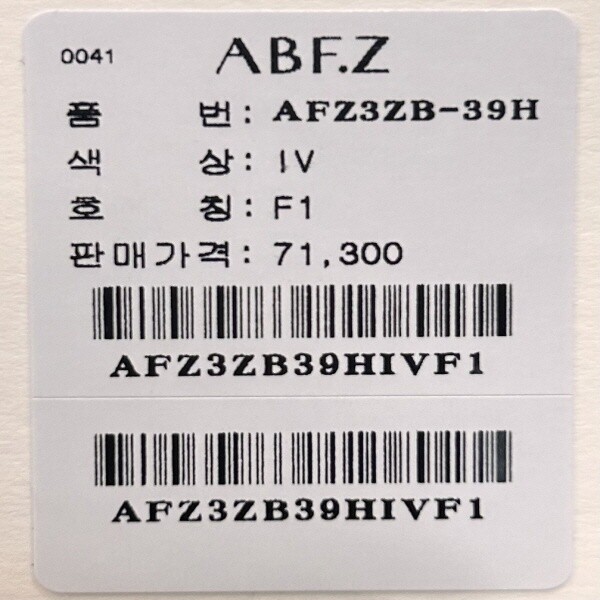 0041 ABF.Z
품 번: AFZ3ZB-39H
색 상: IV
호 칭: F1
판매가격: 71,300
AFZ3ZB39HIVF1
AFZ3ZB39HIVF1